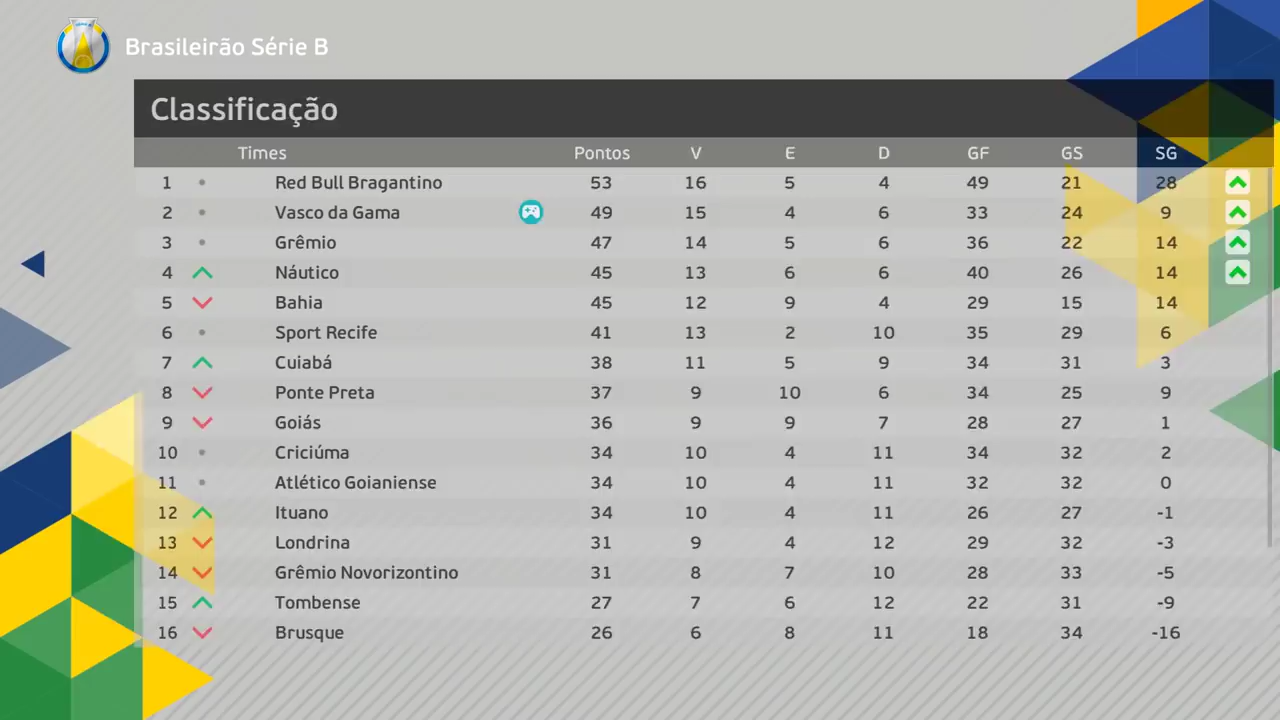 Brasileirão Série B
Classificação
Times Pontos V E D GF GS SG
1 Red Bull Bragantino 53 16 5 4 49 21 28
2 Vasco da Gama 49 15 4 6 33 24 9
3 Grêmio 47 14 5 6 36 22 14
4 Náutico 45 13 6 6 40 26 14
5 Bahia 45 12 9 4 29 15 14
6 Sport Recife 41 13 2 10 35 29 6
7 Cuiabá 38 11 5 9 34 31 3
8 Ponte Preta 37 9 10 6 34 25 9
9 Goiás 36 9 9 7 28 27 1
10 Criciúma 34 10 4 11 34 32 2
11 Atlético Goianiense 34 10 4 11 32 32 0
12 Ituano 34 10 4 11 26 27 -1
13 Londrina 31 9 4 12 29 32 -3
14 Grêmio Novorizontino 31 8 7 10 28 33 -5
15 Tombense 27 7 6 12 22 31 -9
16 Brusque 26 6 8 11 18 34 -16